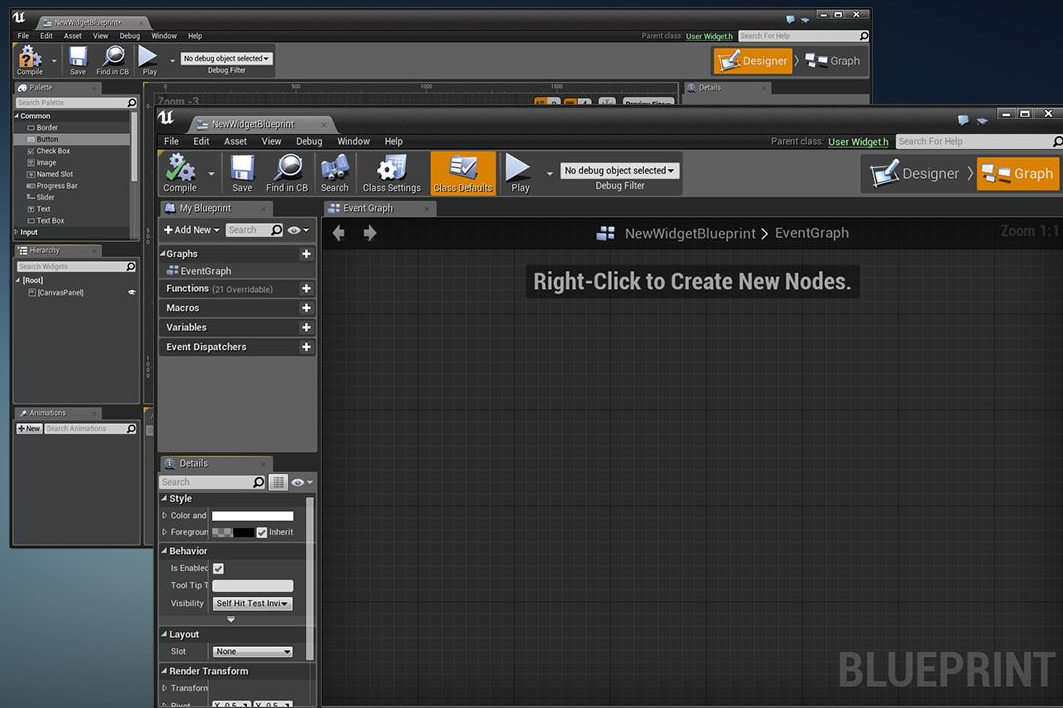 NewWidgetBlueprint*
File Edit Asset View Debug Window Help
Parent class: User Widget.h Search For Help
Compile Save Find in CB Play
No debug object selected
Debug Filter
Designer Graph
Palette
Search Palette
Common
Border
Button
Check Box
Image
Named Slot
Progress Bar
Slider
Text
Text Box
Input
Hierarchy
Search Widgets
[Root]
[CanvasPanel]
Animations
New Search Animations
0 500 1000 1500
Zoom -3
Details
NewWidgetBlueprint
File Edit Asset View Debug Window Help
Parent class: User Widget.h Search For Help
Compile Save Find in CB Search Class Settings Class Defaults Play
No debug object selected
Debug Filter
Designer Graph
My Blueprint
+Add New Search
Graphs
EventGraph
Functions (21 Overridable)
Macros
Variables
Event Dispatchers
Event Graph
NewWidgetBlueprint > EventGraph
Zoom 1:1
Right-Click to Create New Nodes.
Details
Search
Style
Color and
Foregroun Inherit
Behavior
Is Enabled
Tool Tip T
Visibility Self Hit Test Invi
Layout
Slot None
Render Transform
Transform
BLUEPRINT